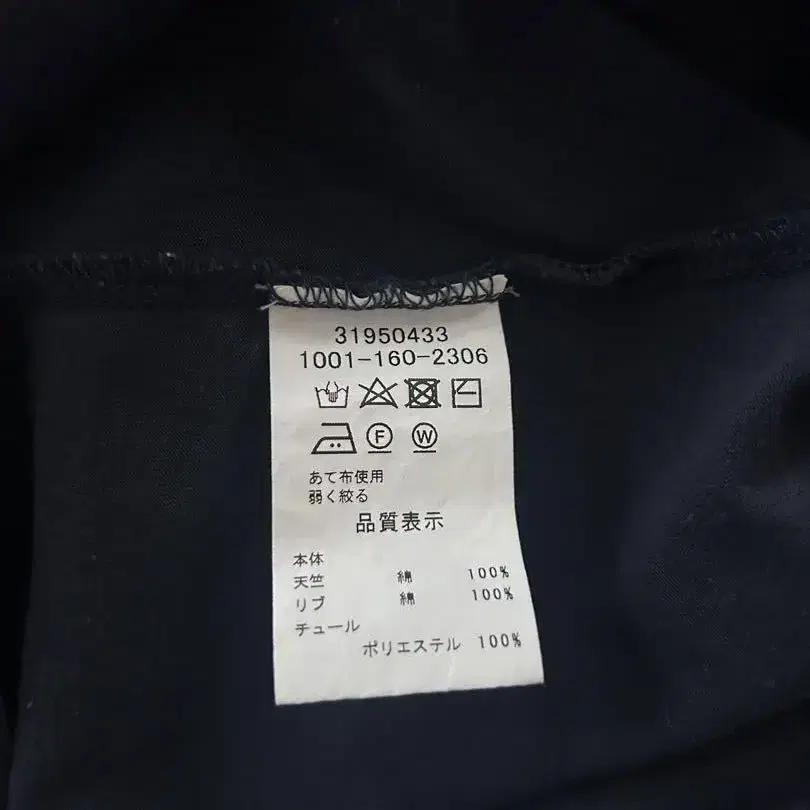 31950433
1001-160-2306
F W
あて布使用
弱く絞る
品質表示
本体
天竺 綿 100%
リブ 綿 100%
チュール
ポリエステル 100%